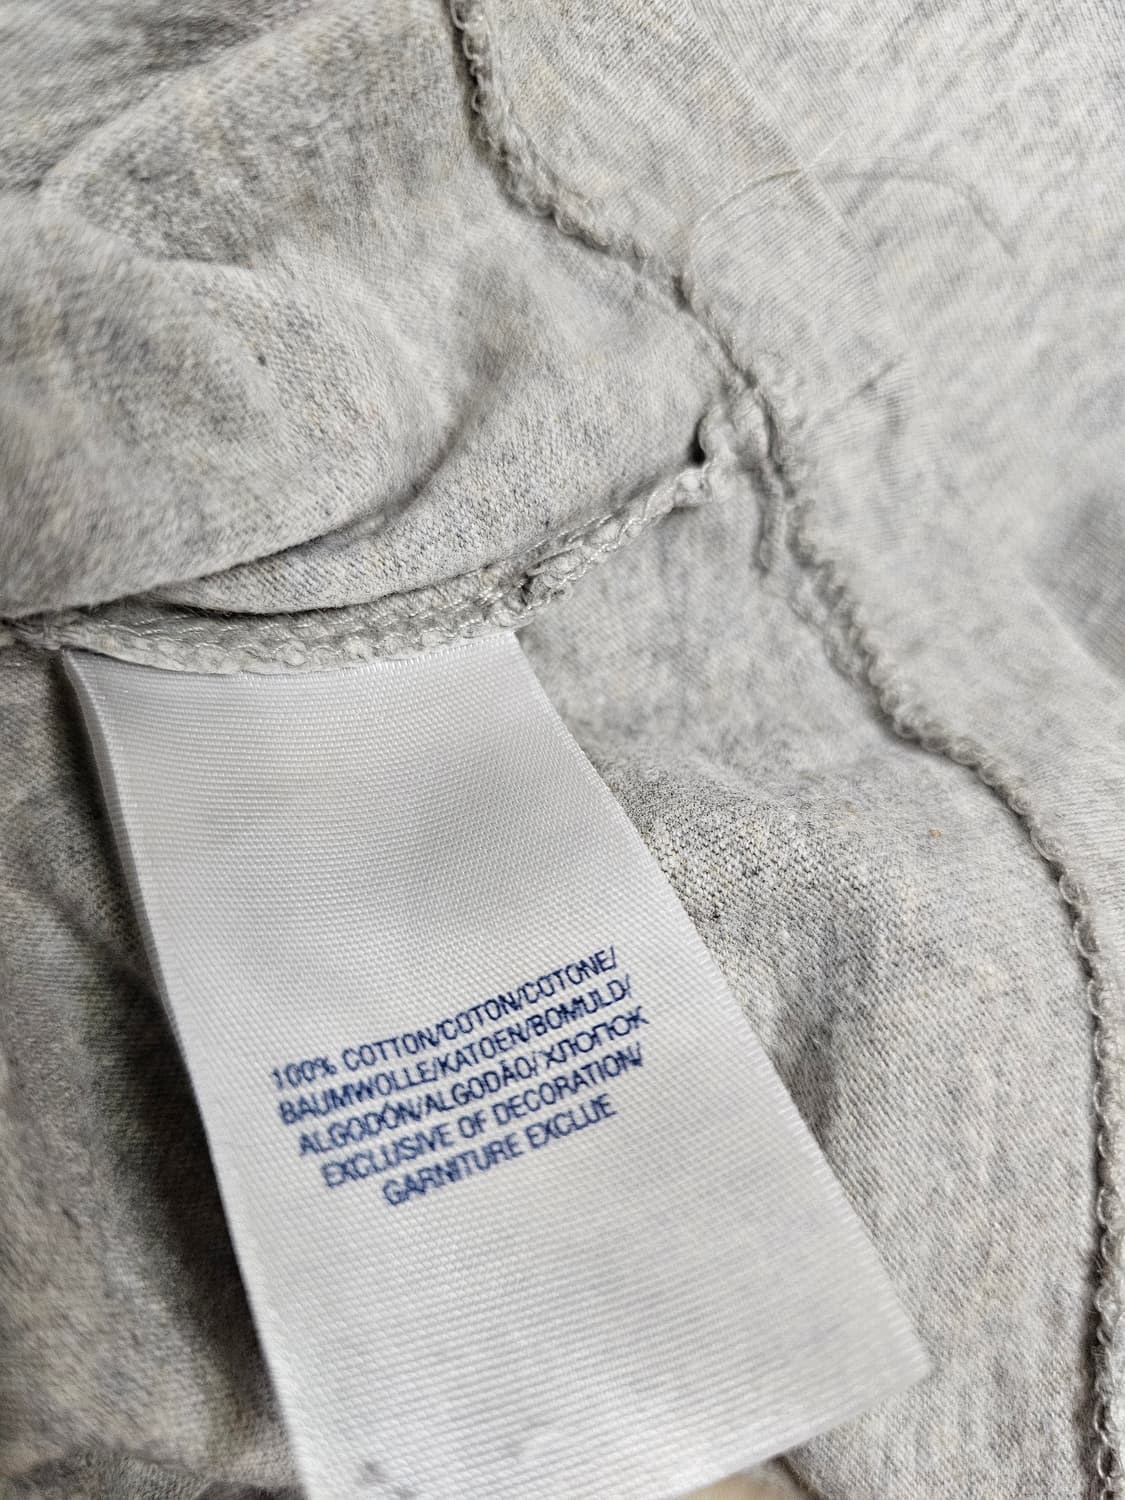 100% COTTON/COTON/COTONE/
BAUMWOLLE/KATOEN/BOMULD/
ALGODÓN/ALGODÃO/ХЛОПОК
EXCLUSIVE OF DECORATION/
GARNITURE EXCLUE